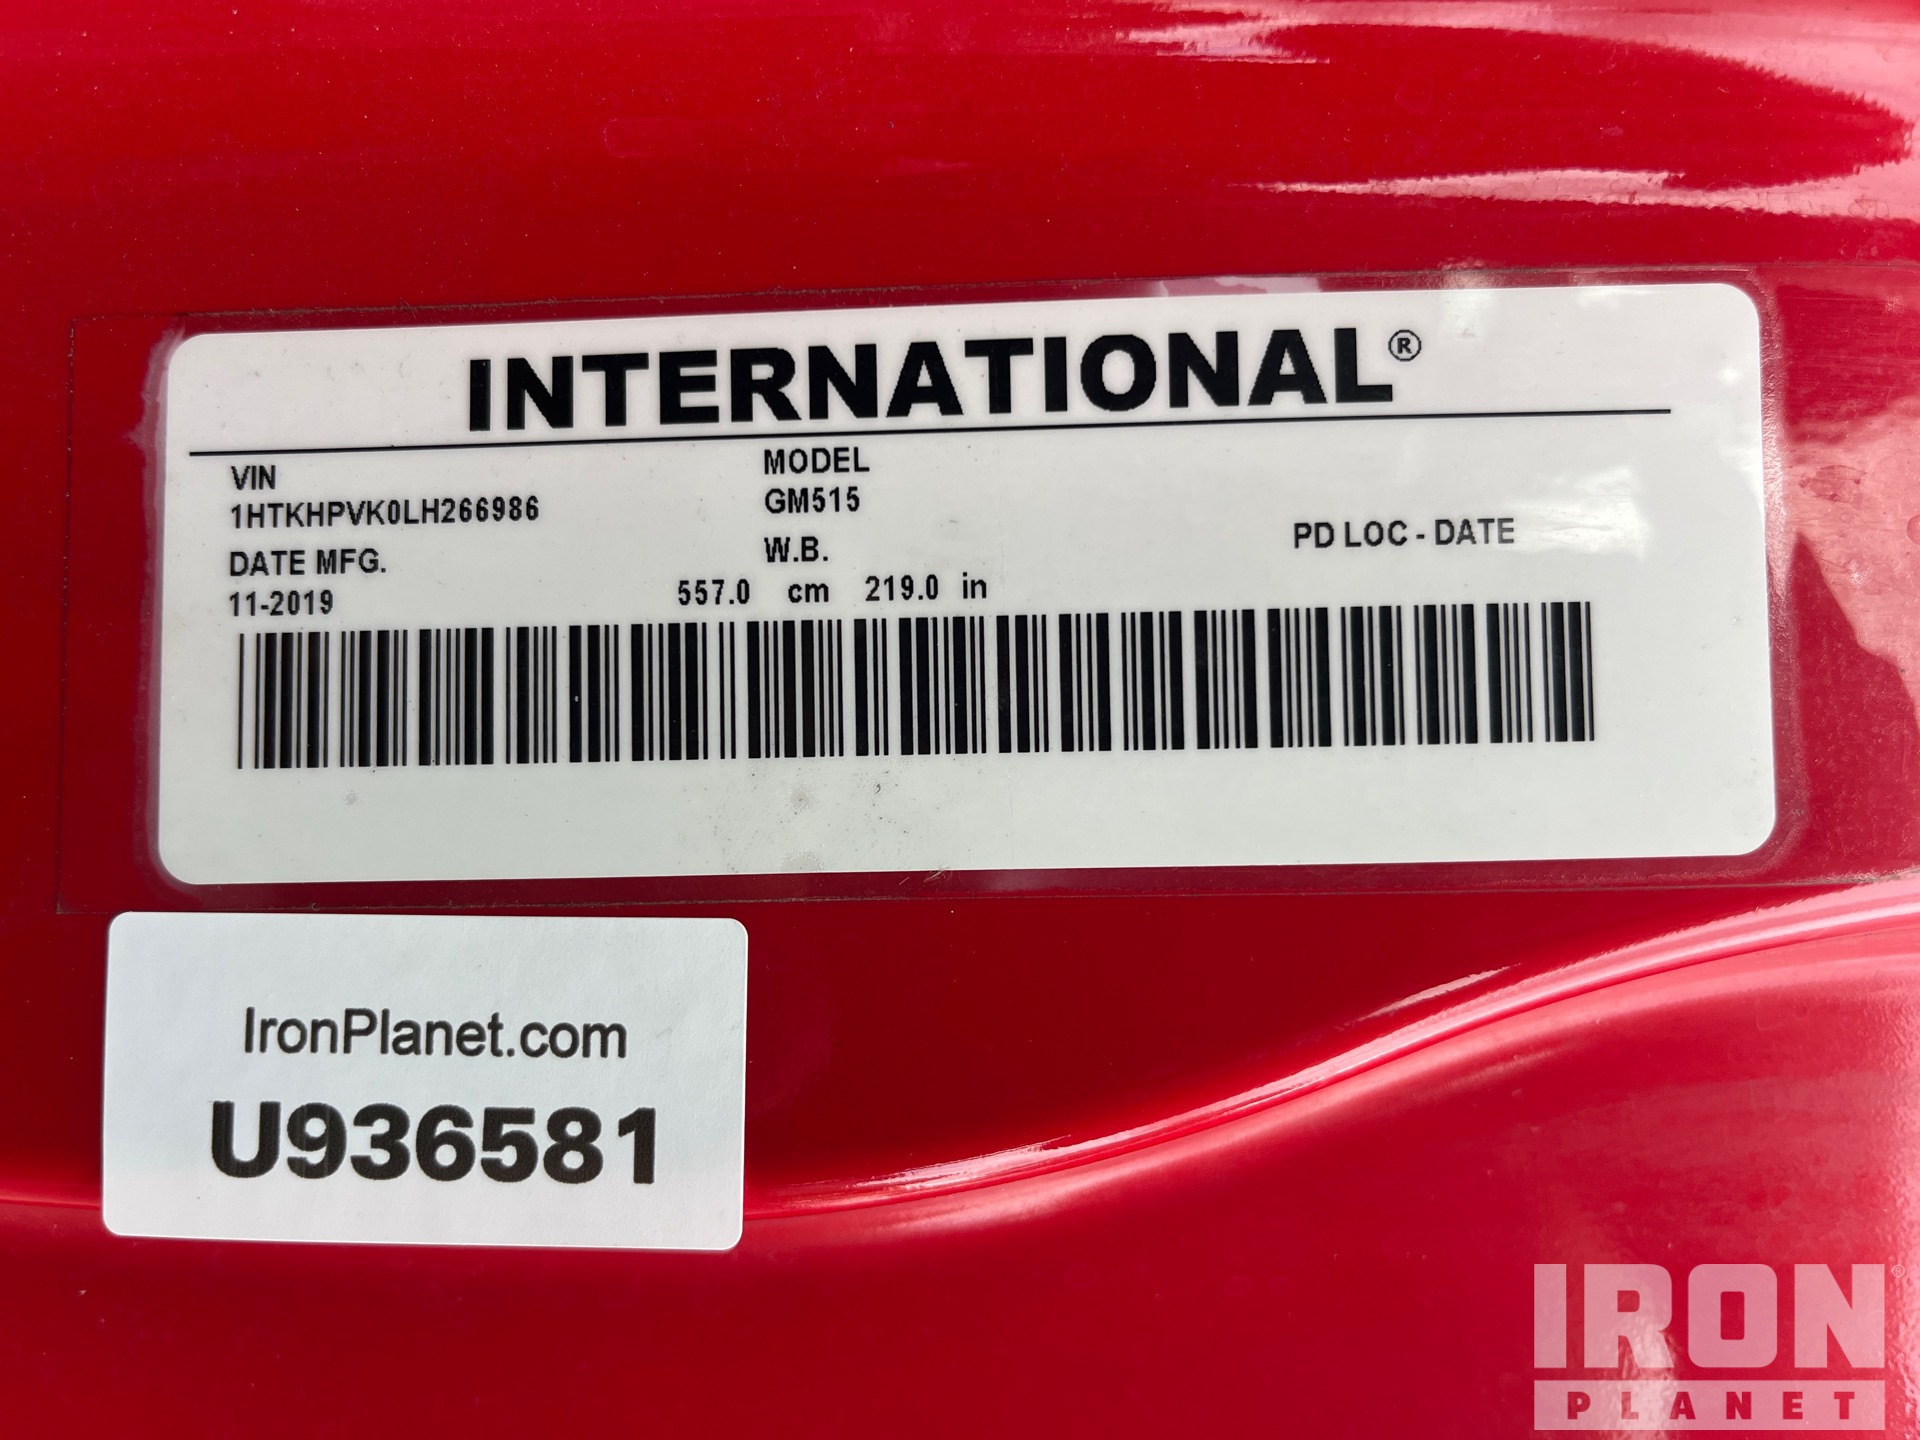 INTERNATIONAL®
VIN
1HTKHPVK0LH266986
MODEL
GM515
DATE MFG.
11-2019
W.B.
557.0 cm 219.0 in
PD LOC - DATE
IronPlanet.com
U936581
IRON®
PLANET